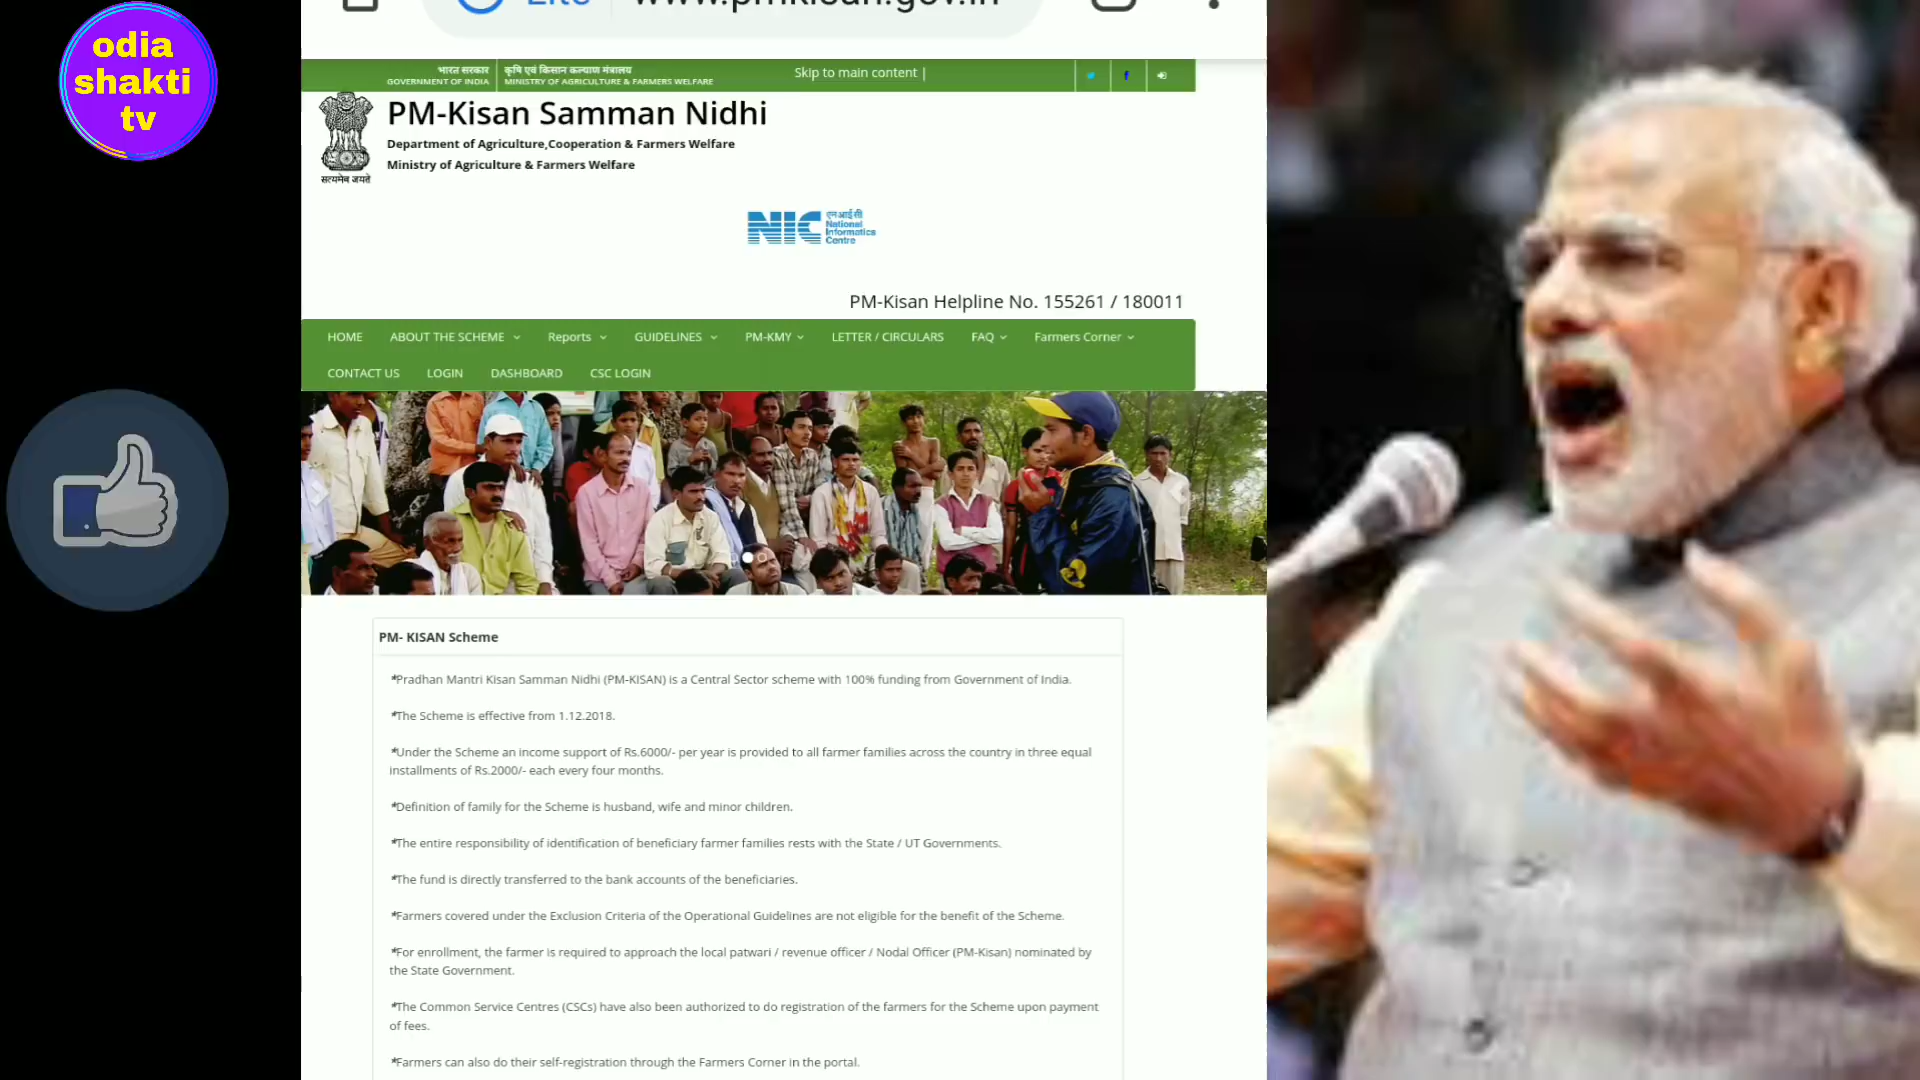 odia
shakti
tv
Lite www.pmkisan.gov.in
भारत सरकार
GOVERNMENT OF INDIA
कृषि एवं किसान कल्याण मंत्रालय
MINISTRY OF AGRICULTURE & FARMERS WELFARE
Skip to main content |
PM-Kisan Samman Nidhi
Department of Agriculture,Cooperation & Farmers Welfare
Ministry of Agriculture & Farmers Welfare
सत्यमेव जयते
NIC
एन आई सी
National
Informatics
Centre
PM-Kisan Helpline No. 155261 / 180011
HOME ABOUT THE SCHEME Reports GUIDELINES PM-KMY LETTER / CIRCULARS FAQ Farmers Corner
CONTACT US LOGIN DASHBOARD CSC LOGIN
PM- KISAN Scheme
*Pradhan Mantri Kisan Samman Nidhi (PM-KISAN) is a Central Sector scheme with 100% funding from Government of India.
*The Scheme is effective from 1.12.2018.
*Under the Scheme an income support of Rs.6000/- per year is provided to all farmer families across the country in three equal
installments of Rs.2000/- each every four months.
*Definition of family for the Scheme is husband, wife and minor children.
*The entire responsibility of identification of beneficiary farmer families rests with the State / UT Governments.
*The fund is directly transferred to the bank accounts of the beneficiaries.
*Farmers covered under the Exclusion Criteria of the Operational Guidelines are not eligible for the benefit of the Scheme.
*For enrollment, the farmer is required to approach the local patwari / revenue officer / Nodal Officer (PM-Kisan) nominated by
the State Government.
*The Common Service Centres (CSCs) have also been authorized to do registration of the farmers for the Scheme upon payment
of fees.
*Farmers can also do their self-registration through the Farmers Corner in the portal.